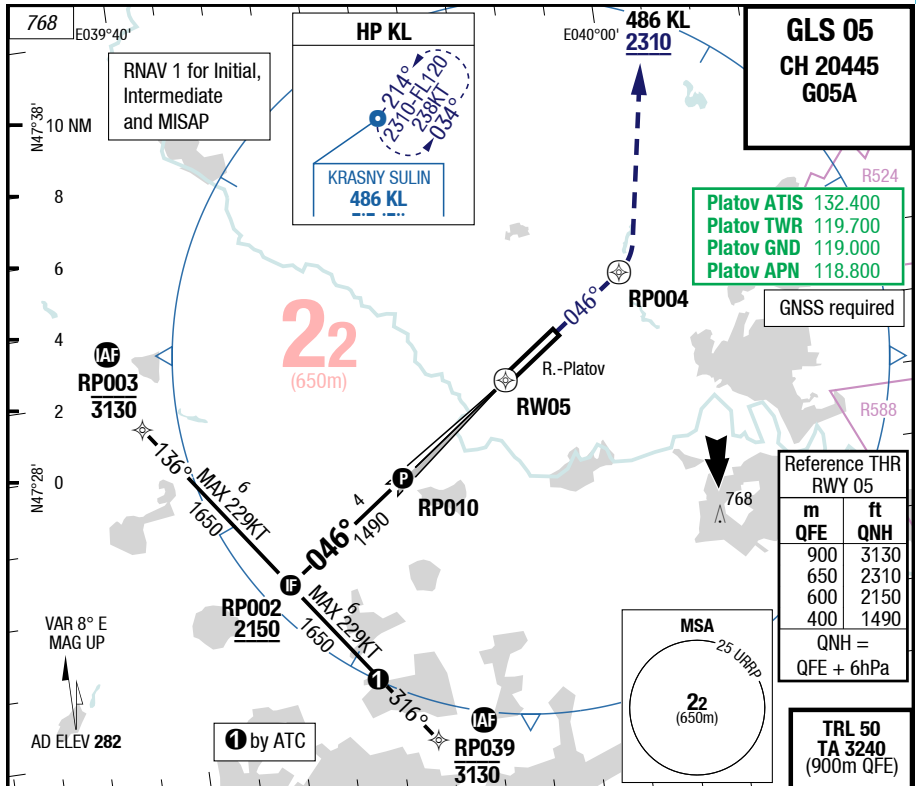 768
E039°40'
HP KL
E040°00'
486 KL
2310
GLS 05
CH 20445
G05A
RNAV 1 for Initial,
Intermediate
and MISAP
214°
2310-FL120
238KT
034°
KRASNY SULIN
486 KL
N47°38'
10 NM
8
6
4
2
0
N47°28'
R524
Platov ATIS 132.400
Platov TWR 119.700
Platov GND 119.000
Platov APN 118.800
GNSS required
RP004
046°
22
(650m)
R.-Platov
RW05
IAF
RP003
3130
R588
136°
6
MAX 229KT
1650
P
RP010
4
046°
1490
768
Reference THR
RWY 05
m ft
QFE QNH
900 3130
650 2310
600 2150
400 1490
QNH =
QFE + 6hPa
IF
RP002
2150
6
MAX 229KT
1650
1
316°
IAF
RP039
3130
VAR 8° E
MAG UP
AD ELEV 282
1 by ATC
MSA
25 URRP
22
(650m)
TRL 50
TA 3240
(900m QFE)